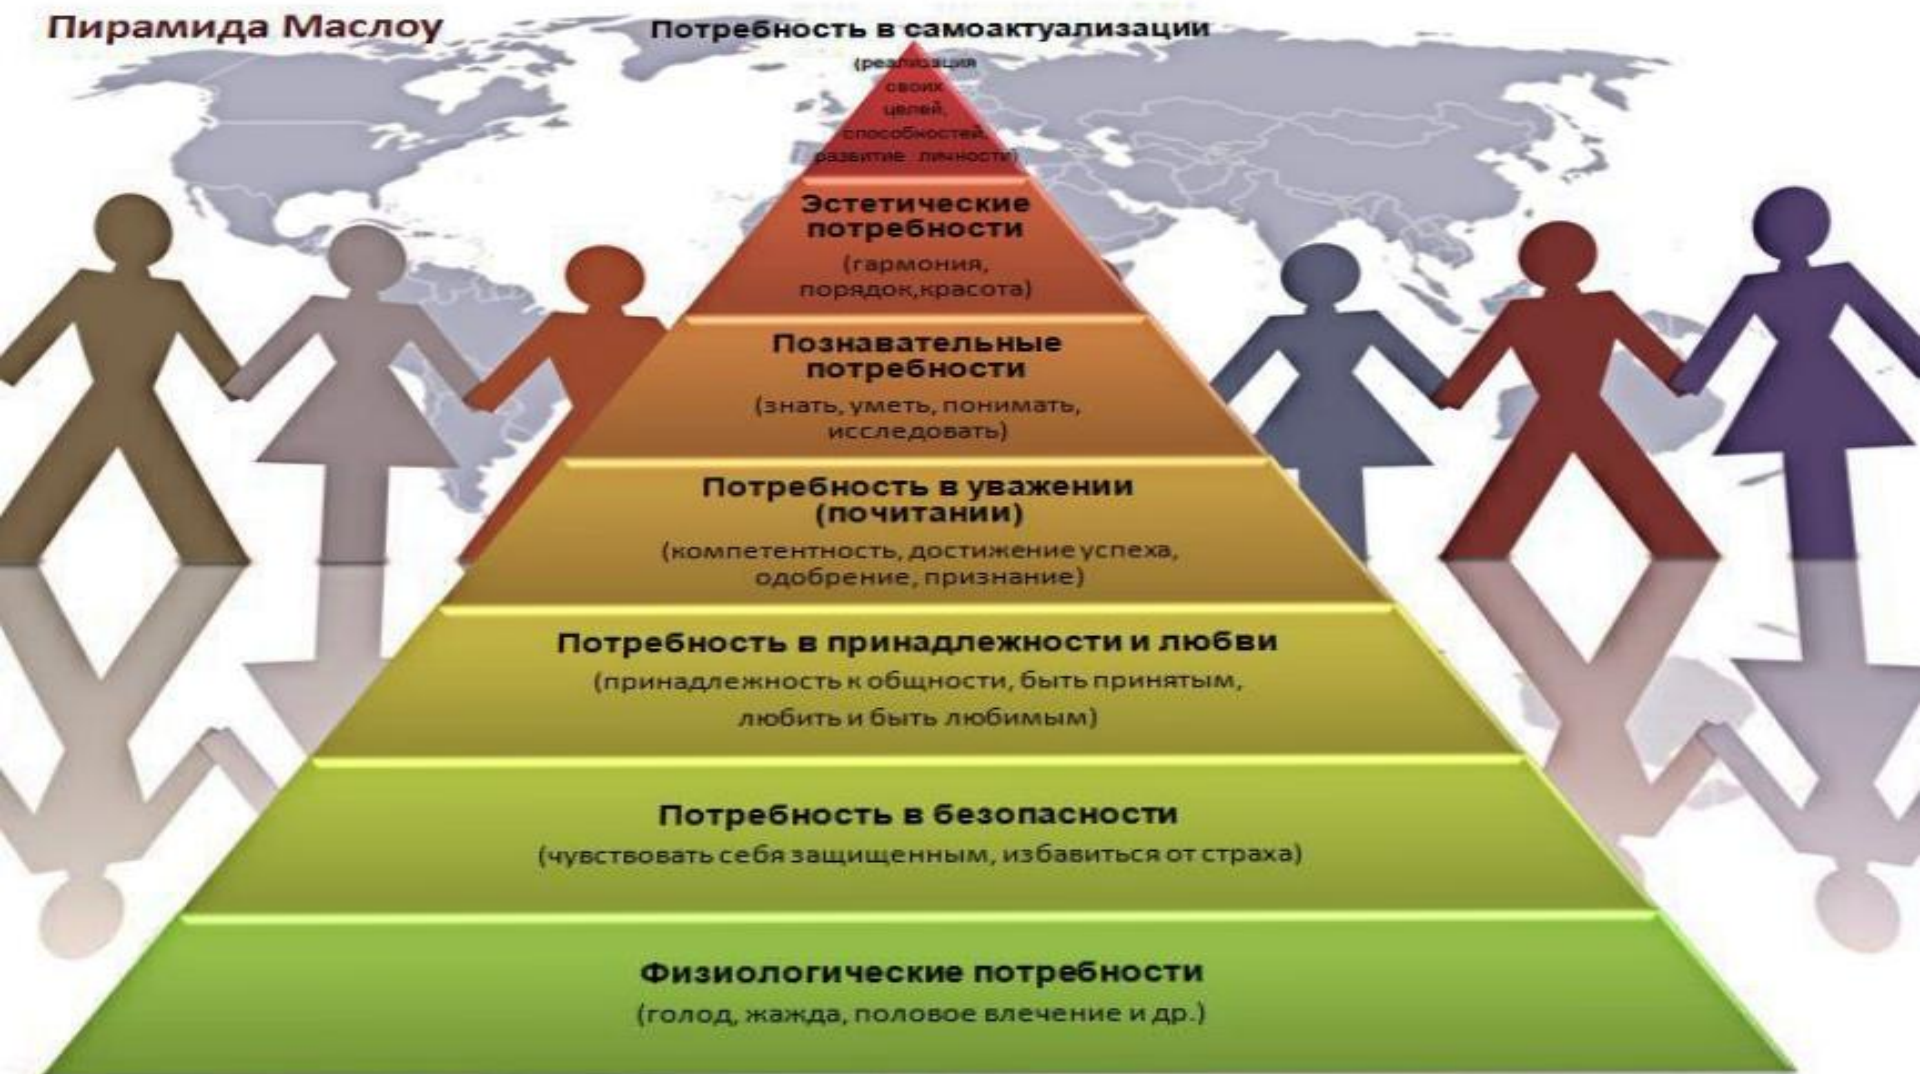 Пирамида Маслоу
Потребность в самоактуализации
(реализация
своих
целей,
способностей,
развитие личности)
Эстетические
потребности
(гармония,
порядок,красота)
Познавательные
потребности
(знать, уметь, понимать,
исследовать)
Потребность в уважении
(почитании)
(компетентность, достижение успеха,
одобрение, признание)
Потребность в принадлежности и любви
(принадлежность к общности, быть принятым,
любить и быть любимым)
Потребность в безопасности
(чувствовать себя защищенным, избавиться от страха)
Физиологические потребности
(голод, жажда, половое влечение и др.)